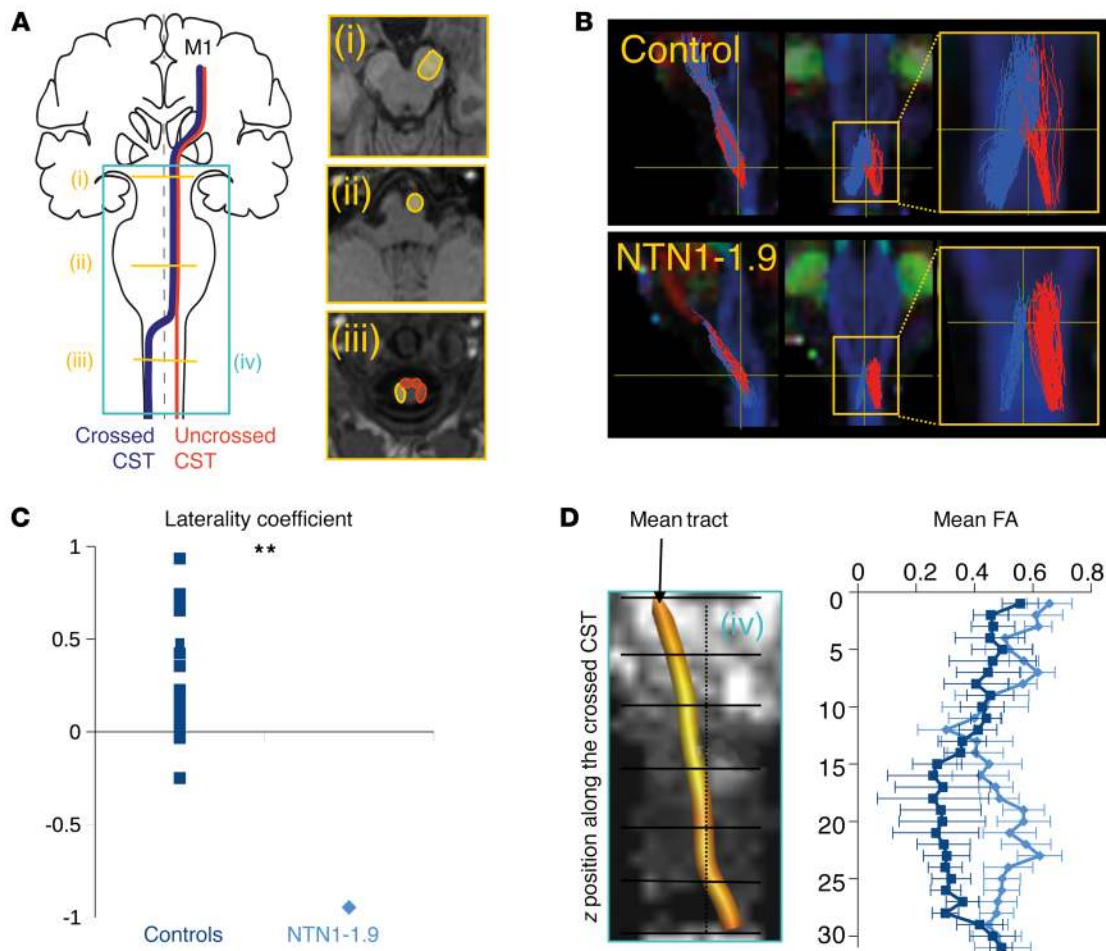 A
M1
(i)
(ii)
(iii)
(iv)
Crossed
CST
Uncrossed
CST
(i)
(ii)
(iii)
B
Control
NTN1-1.9
C
Laterality coefficient
**
1
0.5
0
-0.5
-1
Controls
NTN1-1.9
D
Mean tract
(iv)
z position along the crossed CST
Mean FA
0 0.2 0.4 0.6 0.8
0
5
10
15
20
25
30